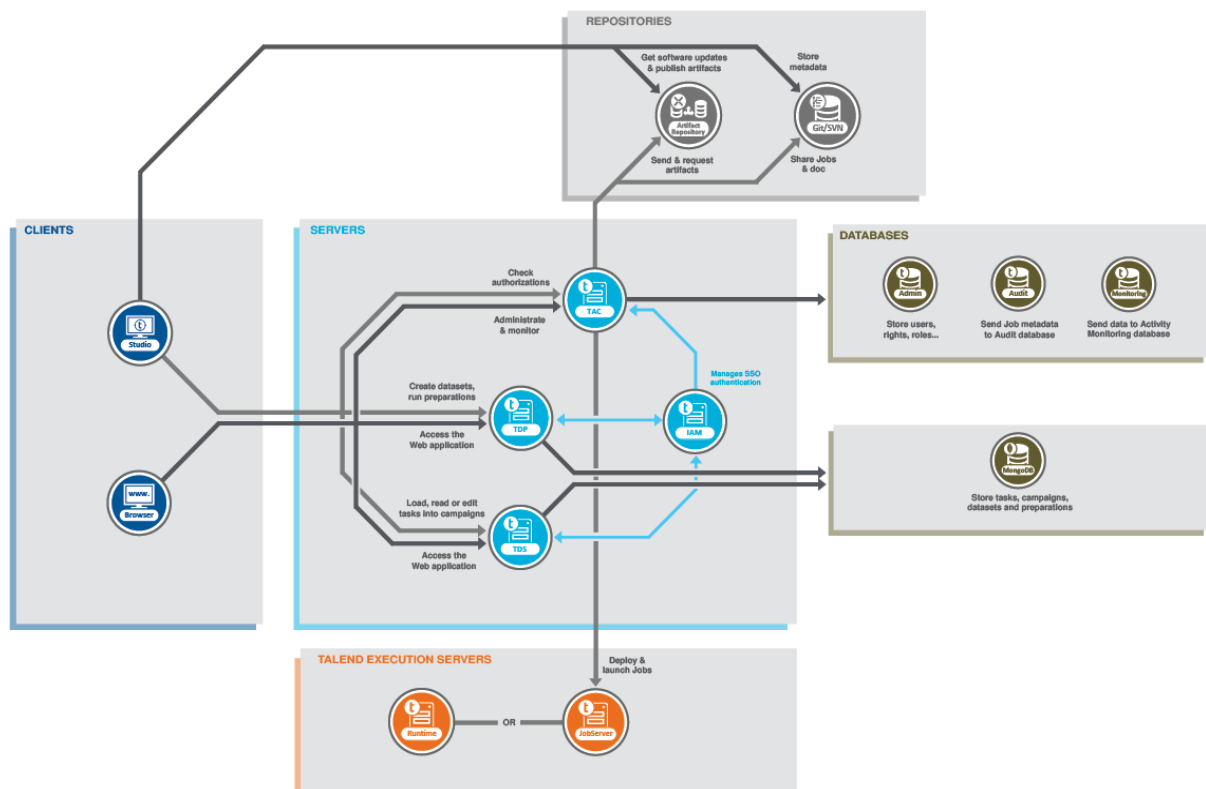 REPOSITORIES
Get software updates
& publish artifacts
Store
metadata
Artifact
Repository
Git/SVN
Send & request
artifacts
Share Jobs
& doc
CLIENTS
Studio
www.
Browser
SERVERS
Check
authorizations
t
TAC
Administrate
& monitor
Manages SSO
authentication
Create datasets,
run preparations
t
TDP
t
IAM
Access the
Web application
Load, read or edit
tasks into campaigns
t
TDS
Access the
Web application
DATABASES
t
Admin
t
Audit
t
Monitoring
Store users,
rights, roles...
Send Job metadata
to Audit database
Send data to Activity
Monitoring database
t
MongoDB
Store tasks, campaigns,
datasets and preparations
TALEND EXECUTION SERVERS
Deploy &
launch Jobs
t
Runtime
OR
t
JobServer